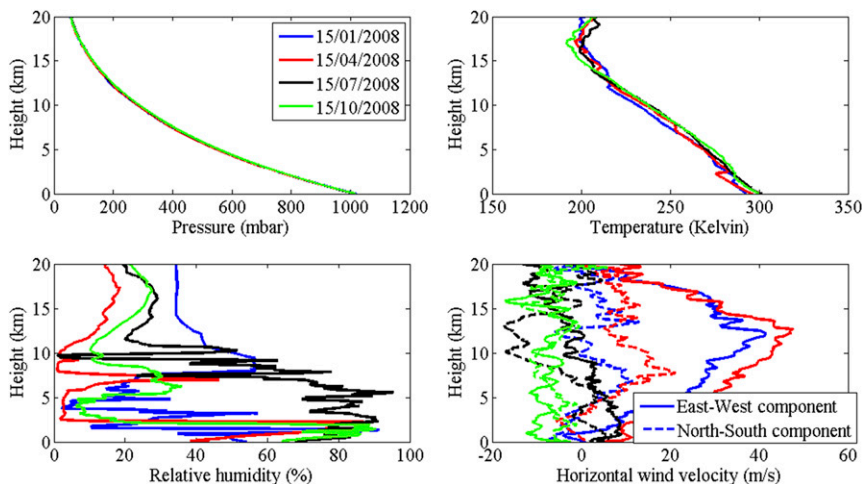 20
15
10
5
0
Height (km)
15/01/2008
15/04/2008
15/07/2008
15/10/2008
0 200 400 600 800 1000 1200
Pressure (mbar)
20
15
10
5
0
Height (km)
150 200 250 300 350
Temperature (Kelvin)
20
15
10
5
0
Height (km)
0 20 40 60 80 100
Relative humidity (%)
20
15
10
5
0
Height (km)
East-West component
North-South component
-20 0 20 40 60
Horizontal wind velocity (m/s)